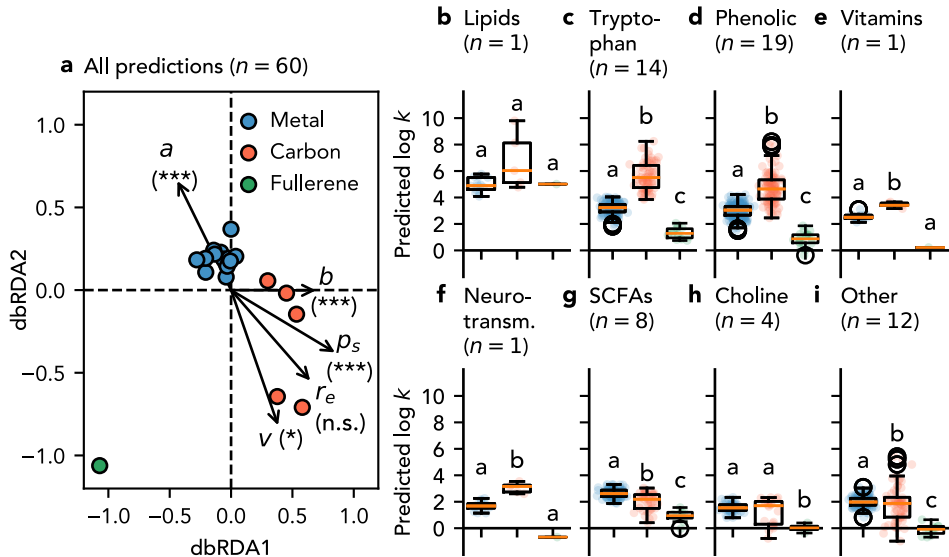 a All predictions (n = 60)
Metal
Carbon
Fullerene
a
(***)
b
(***)
p_s
(***)
r_e
(n.s.)
v (*)
dbRDA2
1.0
0.5
0.0
−0.5
−1.0
−1.0 −0.5 0.0 0.5 1.0
dbRDA1
b Lipids
(n = 1)
c Trypto-
phan
(n = 14)
d Phenolic
(n = 19)
e Vitamins
(n = 1)
Predicted log k
10
8
6
4
2
0
a a a
a b c
a b c
a b a
f Neuro-
transm.
(n = 1)
g SCFAs
(n = 8)
h Choline
(n = 4)
i Other
(n = 12)
Predicted log k
10
8
6
4
2
0
a b a
a b c
a a b
a b c